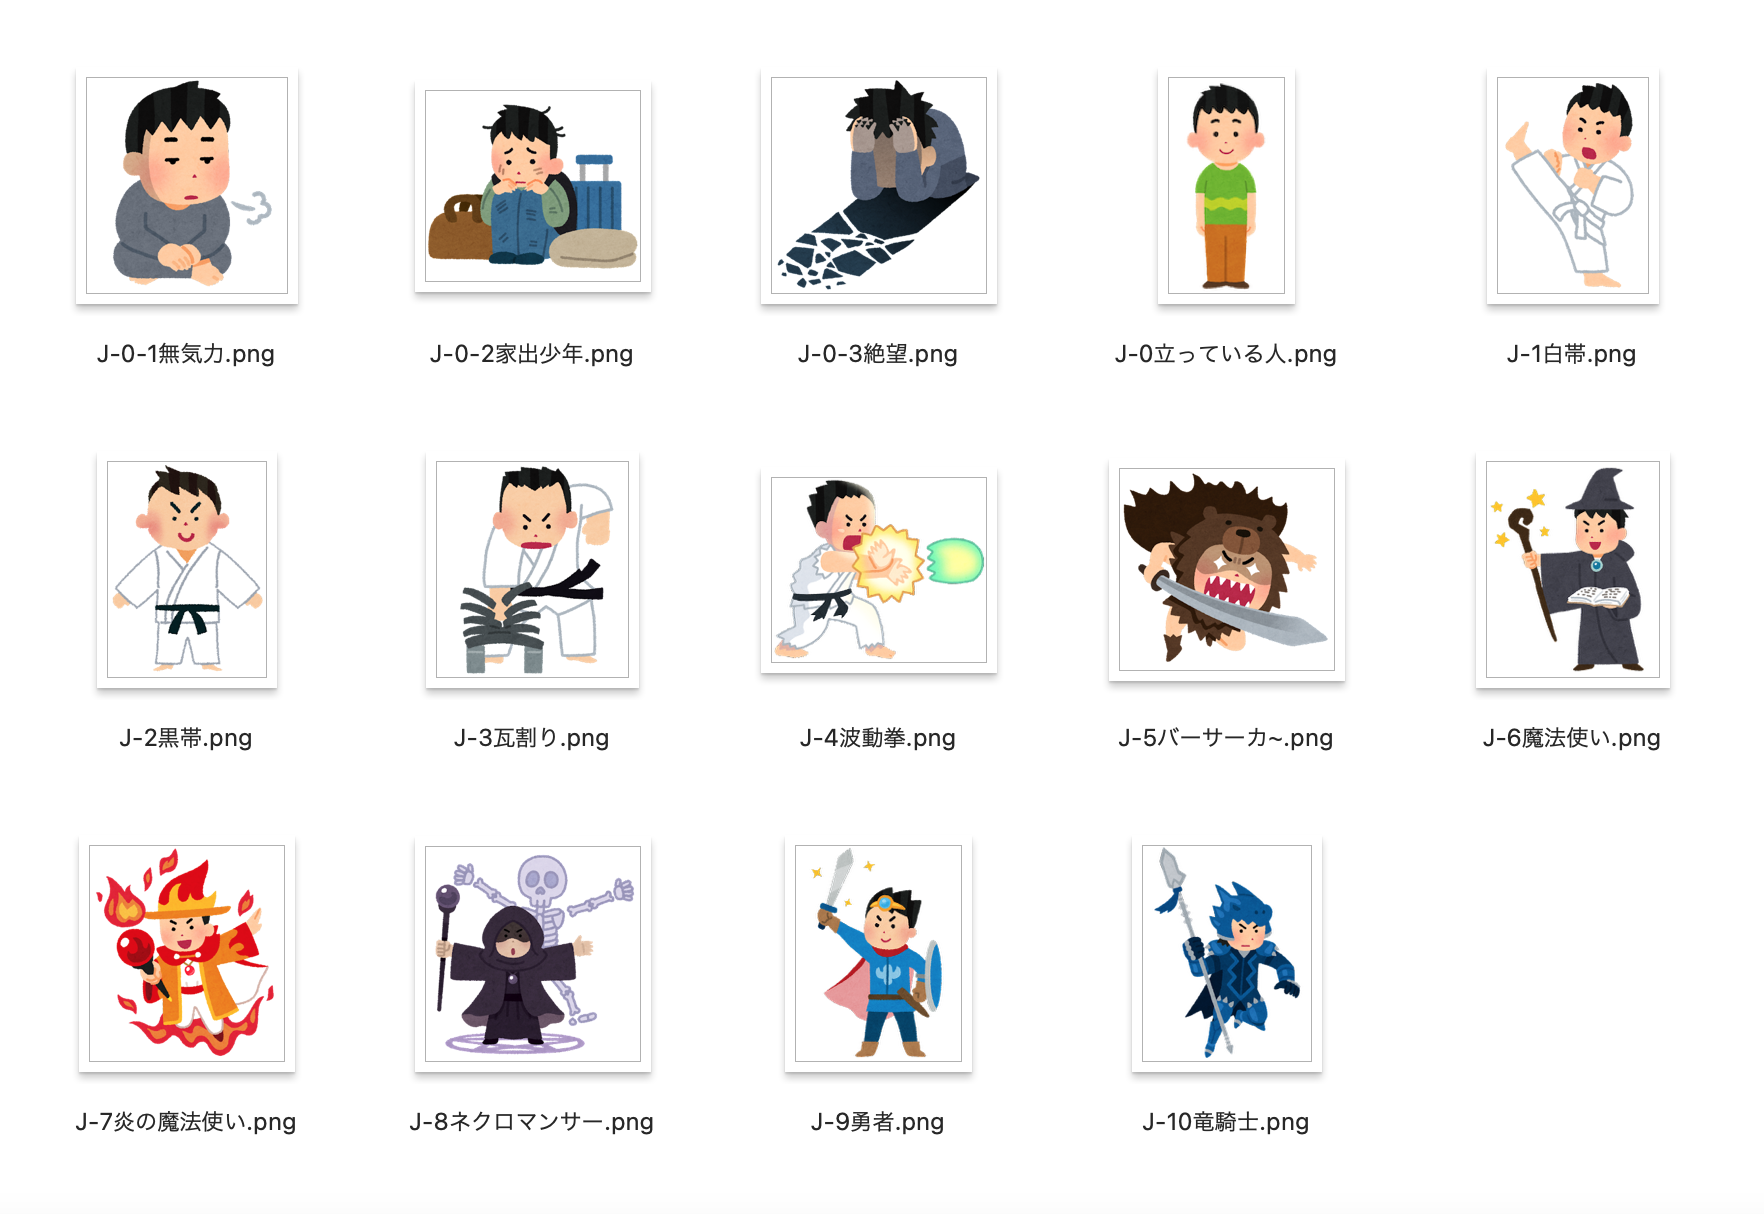 J-0-1無気力.png
J-0-2家出少年.png
J-0-3絶望.png
J-0立っている人.png
J-1白帯.png
J-2黒帯.png
J-3瓦割り.png
J-4波動拳.png
J-5バーサーカ~.png
J-6魔法使い.png
J-7炎の魔法使い.png
J-8ネクロマンサー.png
J-9勇者.png
J-10竜騎士.png